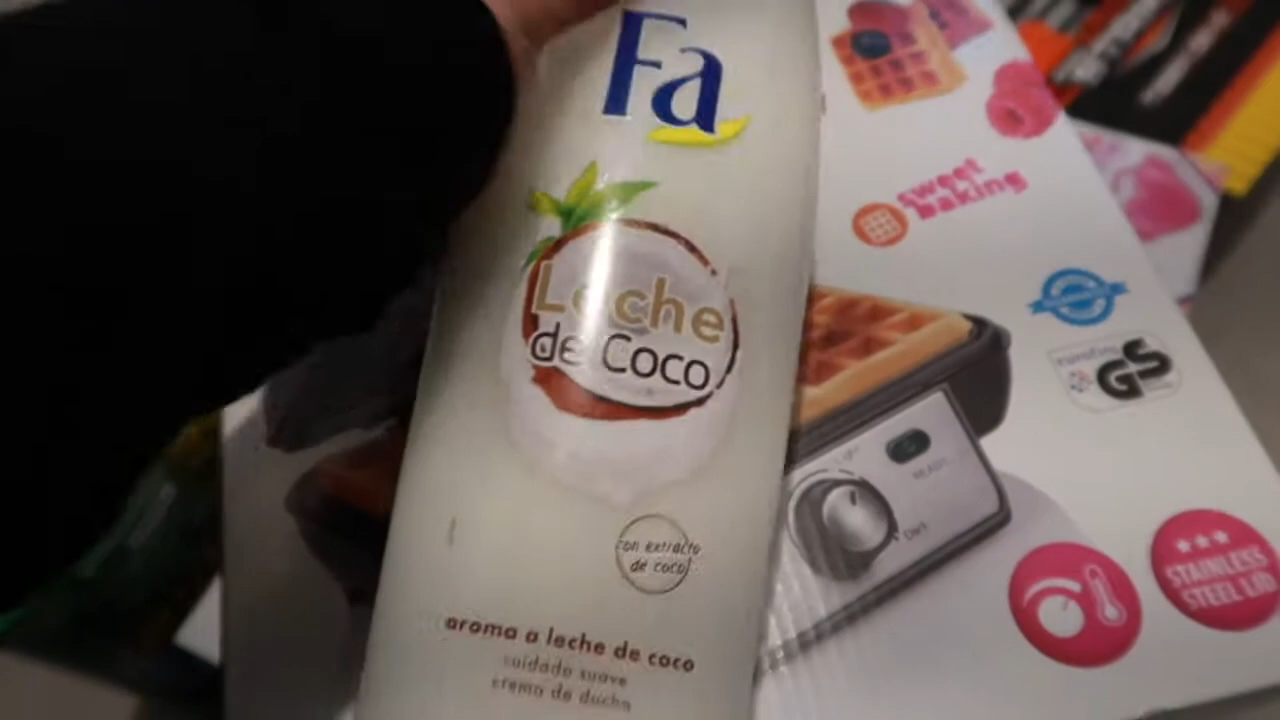 Fa
Leche
de Coco
con extracto
de coco
aroma a leche de coco
cuidado suave
crema de ducha
sweet
baking
GS
READY
STAINLESS
STEEL Lid